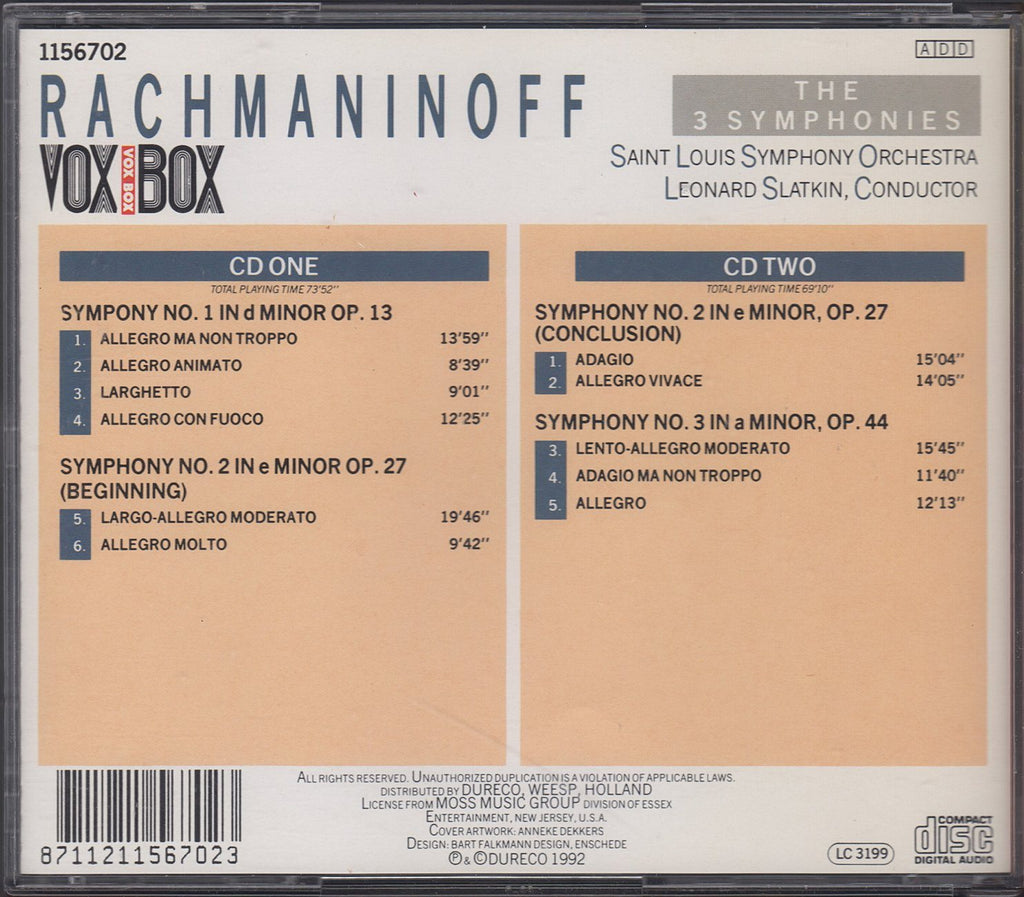 1156702
ADD
RACHMANINOFF
THE
3 SYMPHONIES
VOX VOX BOX BOX
SAINT LOUIS SYMPHONY ORCHESTRA
LEONARD SLATKIN, CONDUCTOR
CD ONE
TOTAL PLAYING TIME 73'52''
SYMPONY NO. 1 IN d MINOR OP. 13
1. ALLEGRO MA NON TROPPO 13'59''
2. ALLEGRO ANIMATO 8'39''
3. LARGHETTO 9'01''
4. ALLEGRO CON FUOCO 12'25''
SYMPHONY NO. 2 IN e MINOR OP. 27
(BEGINNING)
5. LARGO-ALLEGRO MODERATO 19'46''
6. ALLEGRO MOLTO 9'42''
CD TWO
TOTAL PLAYING TIME 69'10''
SYMPHONY NO. 2 IN e MINOR, OP. 27
(CONCLUSION)
1. ADAGIO 15'04''
2. ALLEGRO VIVACE 14'05''
SYMPHONY NO. 3 IN a MINOR, OP. 44
3. LENTO-ALLEGRO MODERATO 15'45''
4. ADAGIO MA NON TROPPO 11'40''
5. ALLEGRO 12'13''
ALL RIGHTS RESERVED. UNAUTHORIZED DUPLICATION IS A VIOLATION OF APPLICABLE LAWS.
DISTRIBUTED BY DURECO, WEESP, HOLLAND
LICENSE FROM MOSS MUSIC GROUP DIVISION OF ESSEX
ENTERTAINMENT, NEW JERSEY, U.S.A.
COVER ARTWORK: ANNEKE DEKKERS
DESIGN: BART FALKMANN DESIGN, ENSCHEDE
℗ & © DURECO 1992
8711211567023
LC 3199
COMPACT
disc
DIGITAL AUDIO